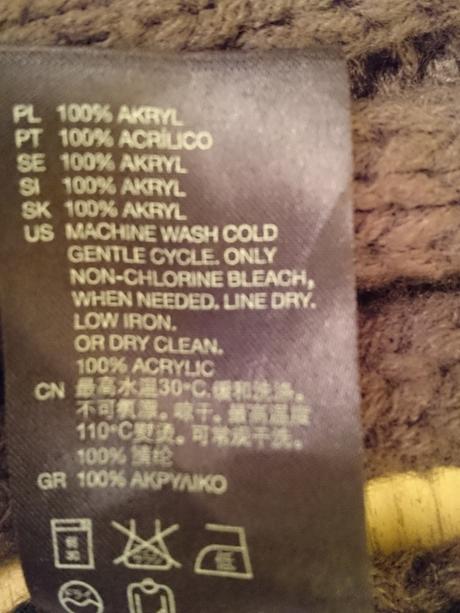 PL 100% AKRYL
PT 100% ACRÍLICO
SE 100% AKRYL
SI 100% AKRYL
SK 100% AKRYL
US MACHINE WASH COLD
GENTLE CYCLE. ONLY
NON-CHLORINE BLEACH,
WHEN NEEDED. LINE DRY.
LOW IRON.
OR DRY CLEAN.
100% ACRYLIC
CN 最高水温30°C.缓和洗涤。
不可氯漂。晾干。最高温度
110°C熨烫。可常规干洗。
100% 腈纶
GR 100% ΑΚΡΥΛΙΚΟ
低